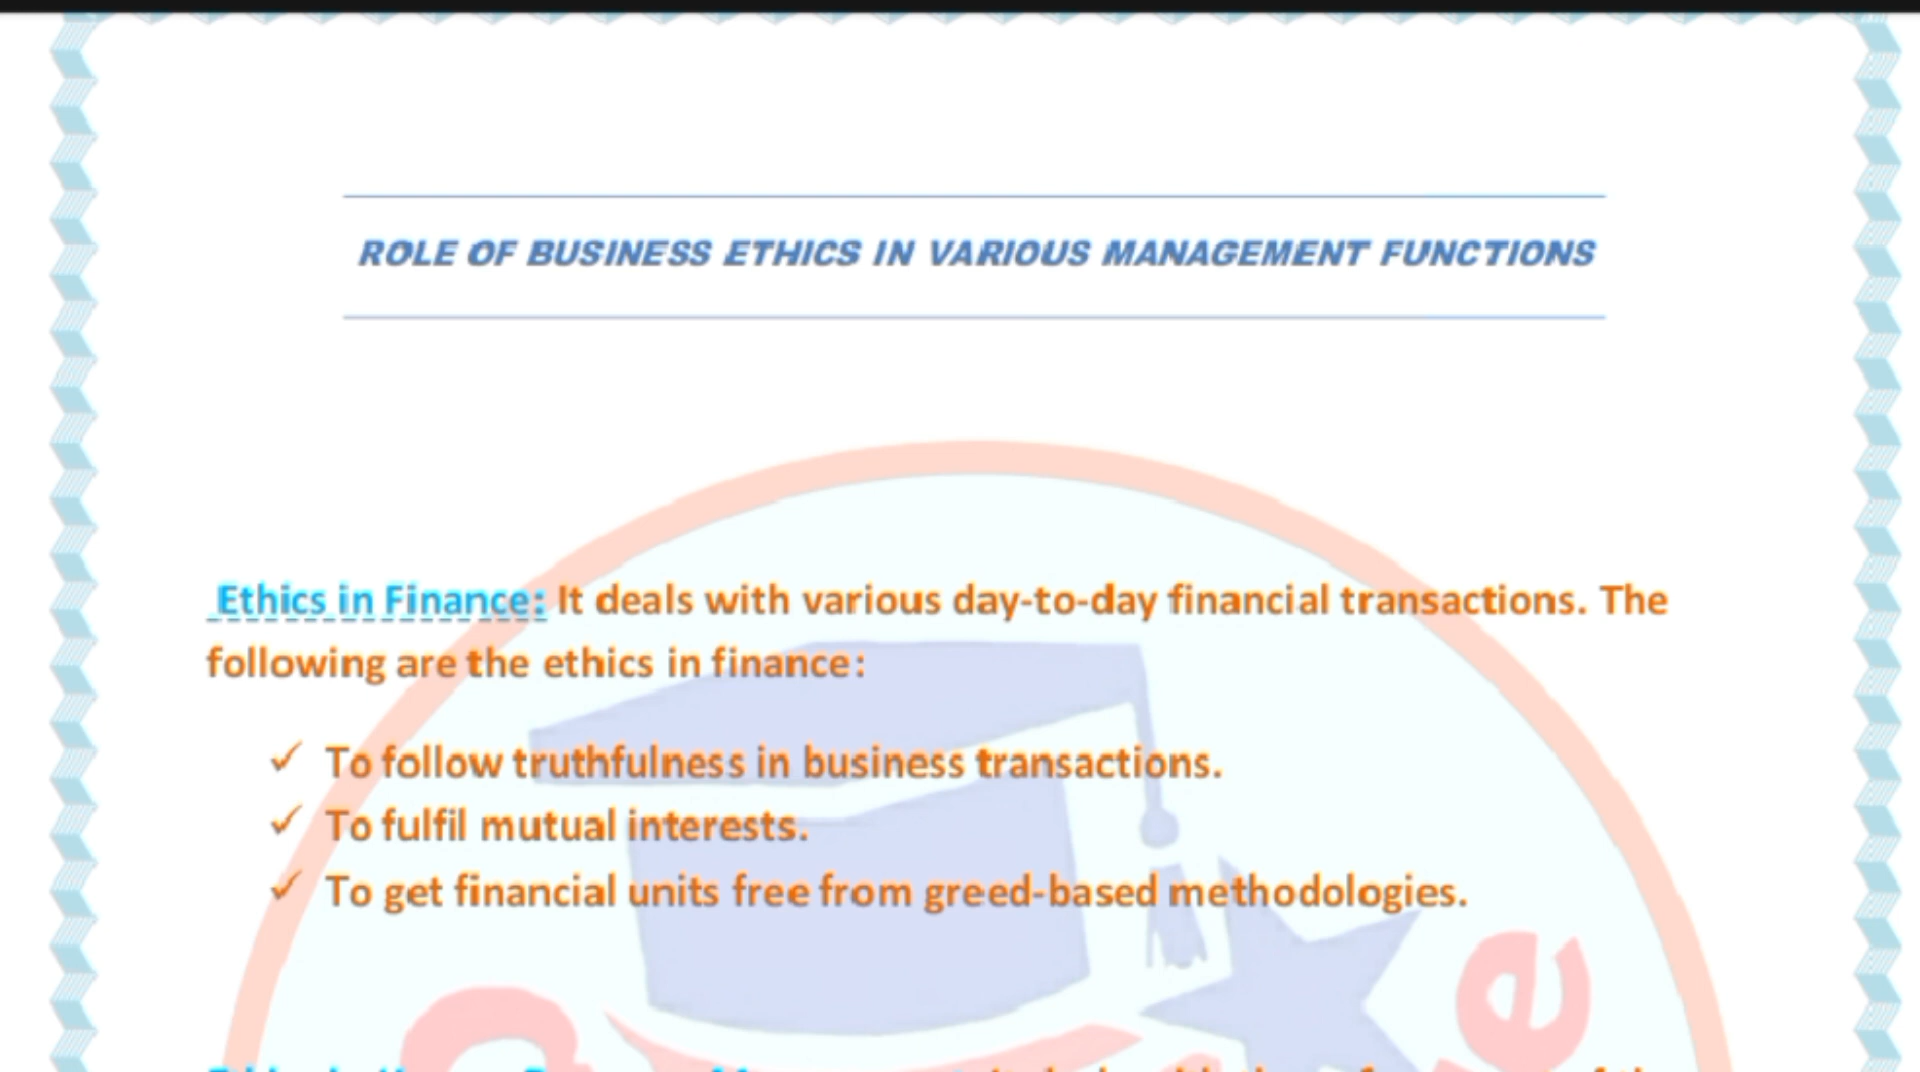 ROLE OF BUSINESS ETHICS IN VARIOUS MANAGEMENT FUNCTIONS
Ethics in Finance: It deals with various day-to-day financial transactions. The
following are the ethics in finance:
✓ To follow truthfulness in business transactions.
✓ To fulfil mutual interests.
✓ To get financial units free from greed-based methodologies.